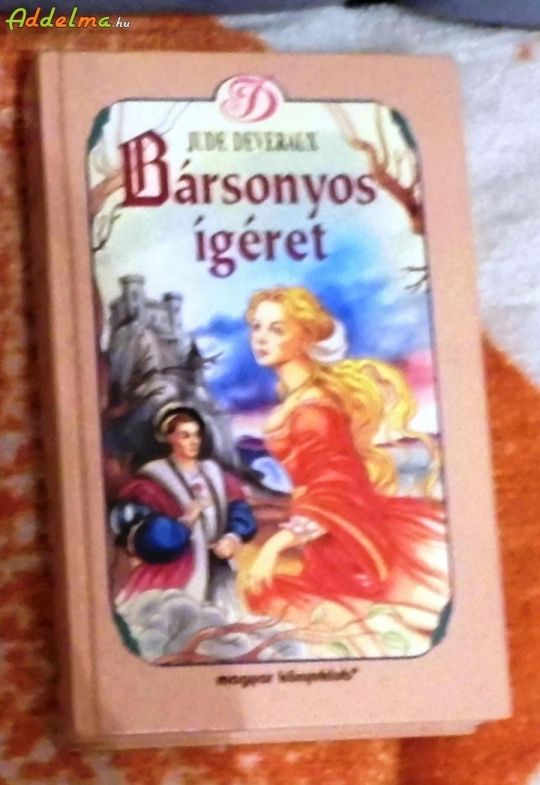 Addelma.hu
D
JUDE DEVERAUX
Bársonyos
ígéret
magyar könyvklub